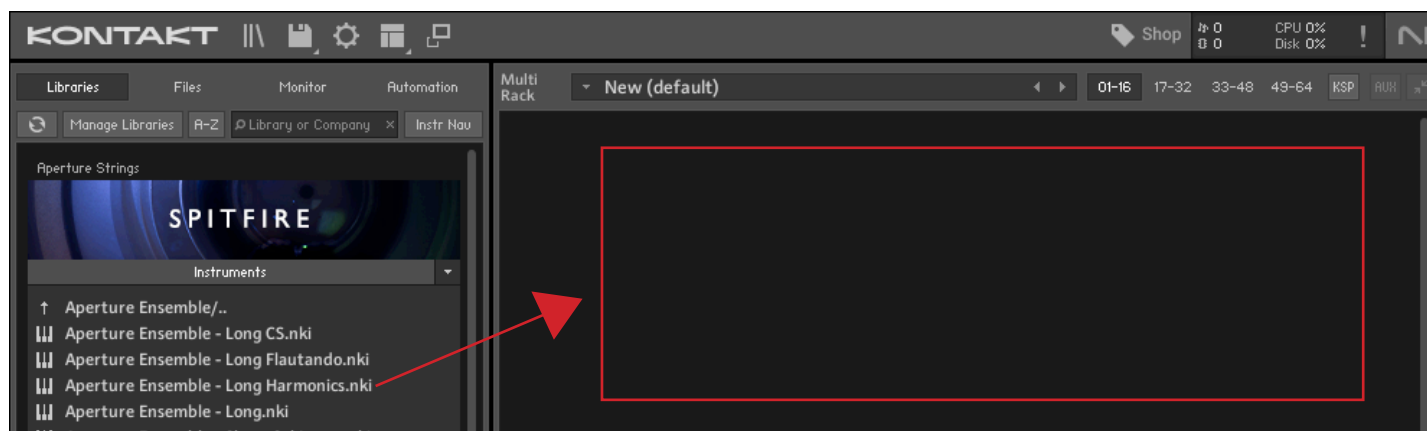 KONTAKT Shop 0 CPU 0% !
0 Disk 0%
Libraries Files Monitor Automation
Multi Rack New (default) 01-16 17-32 33-48 49-64 KSP AUX
Manage Libraries A-Z Library or Company × Instr Nav
Aperture Strings
SPITFIRE
Instruments
↑ Aperture Ensemble/..
Aperture Ensemble - Long CS.nki
Aperture Ensemble - Long Flautando.nki
Aperture Ensemble - Long Harmonics.nki
Aperture Ensemble - Long.nki